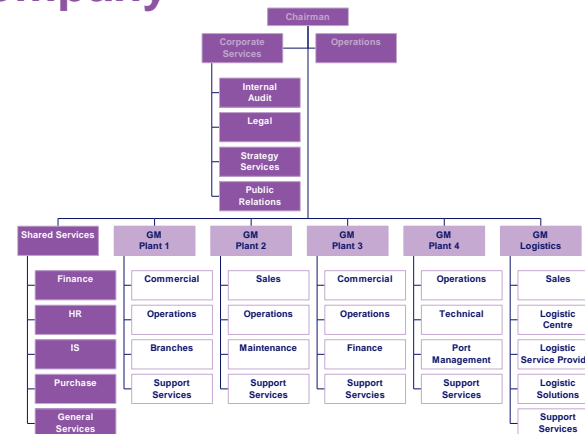 ompany
Chairman
Corporate
Services
Operations
Internal
Audit
Legal
Strategy
Services
Public
Relations
Shared Services
GM
Plant 1
GM
Plant 2
GM
Plant 3
GM
Plant 4
GM
Logistics
Finance
Commercial
Sales
Commercial
Operations
Sales
HR
Operations
Operations
Operations
Technical
Logistic
Centre
IS
Branches
Maintenance
Finance
Port
Management
Logistic
Service Provid
Purchase
Support
Services
Support
Services
Support
Servcies
Support
Services
Logistic
Solutions
General
Services
Support
Services